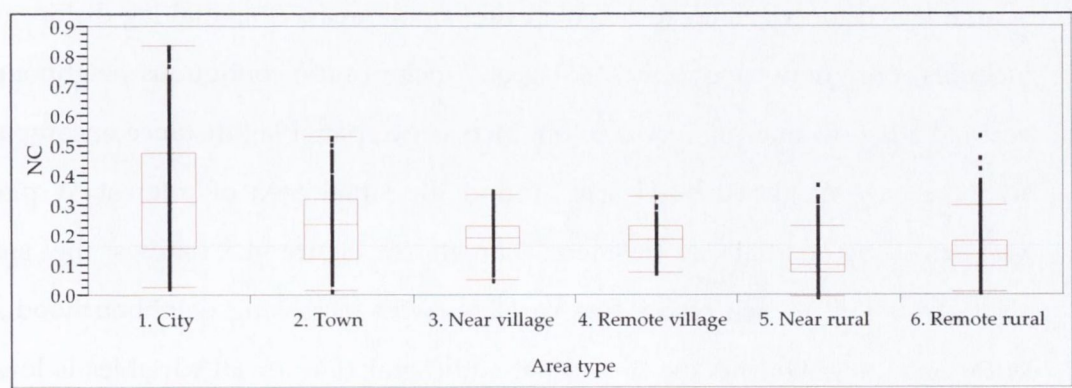 0.9
0.8
0.7
0.6
0.5
0.4
0.3
0.2
0.1
0.0
NC
1. City
2. Town
3. Near village
4. Remote village
5. Near rural
6. Remote rural
Area type